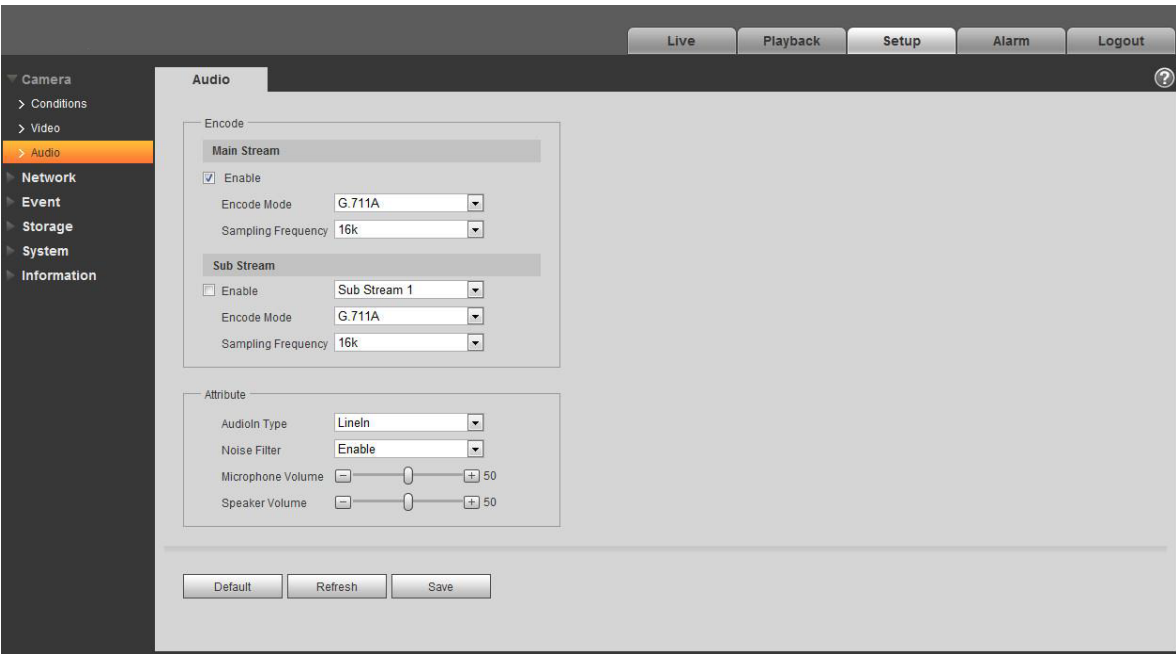 Live Playback Setup Alarm Logout
Camera
Conditions
Video
Audio
Network
Event
Storage
System
Information
Audio
?
Encode
Main Stream
Enable
Encode Mode G.711A
Sampling Frequency 16k
Sub Stream
Enable Sub Stream 1
Encode Mode G.711A
Sampling Frequency 16k
Attribute
AudioIn Type LineIn
Noise Filter Enable
Microphone Volume 50
Speaker Volume 50
Default Refresh Save